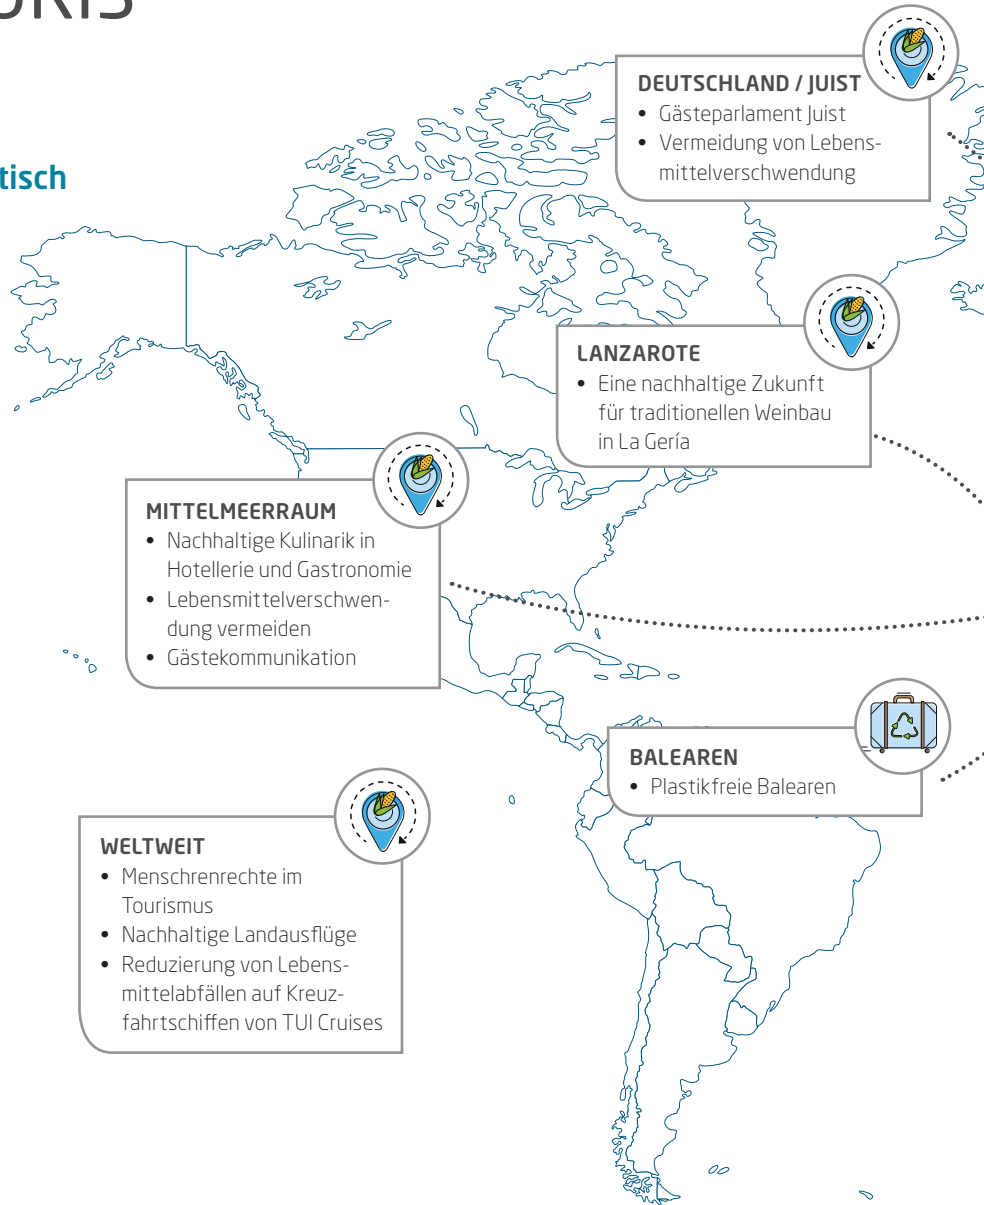 tisch
DEUTSCHLAND / JUIST
• Gästeparlament Juist
• Vermeidung von Lebens-
mittelverschwendung
LANZAROTE
• Eine nachhaltige Zukunft
für traditionellen Weinbau
in La Gería
MITTELMEERRAUM
• Nachhaltige Kulinarik in
Hotellerie und Gastronomie
• Lebensmittelverschwen-
dung vermeiden
• Gästekommunikation
BALEAREN
• Plastikfreie Balearen
WELTWEIT
• Menschrenrechte im
Tourismus
• Nachhaltige Landausflüge
• Reduzierung von Lebens-
mittelabfällen auf Kreuz-
fahrtschiffen von TUI Cruises